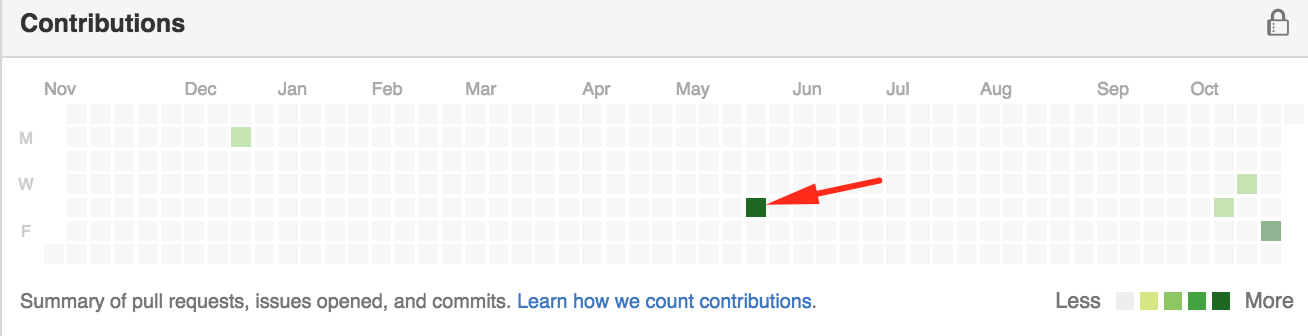 Contributions
Nov Dec Jan Feb Mar Apr May Jun Jul Aug Sep Oct
M
W
F
Summary of pull requests, issues opened, and commits. Learn how we count contributions. Less More